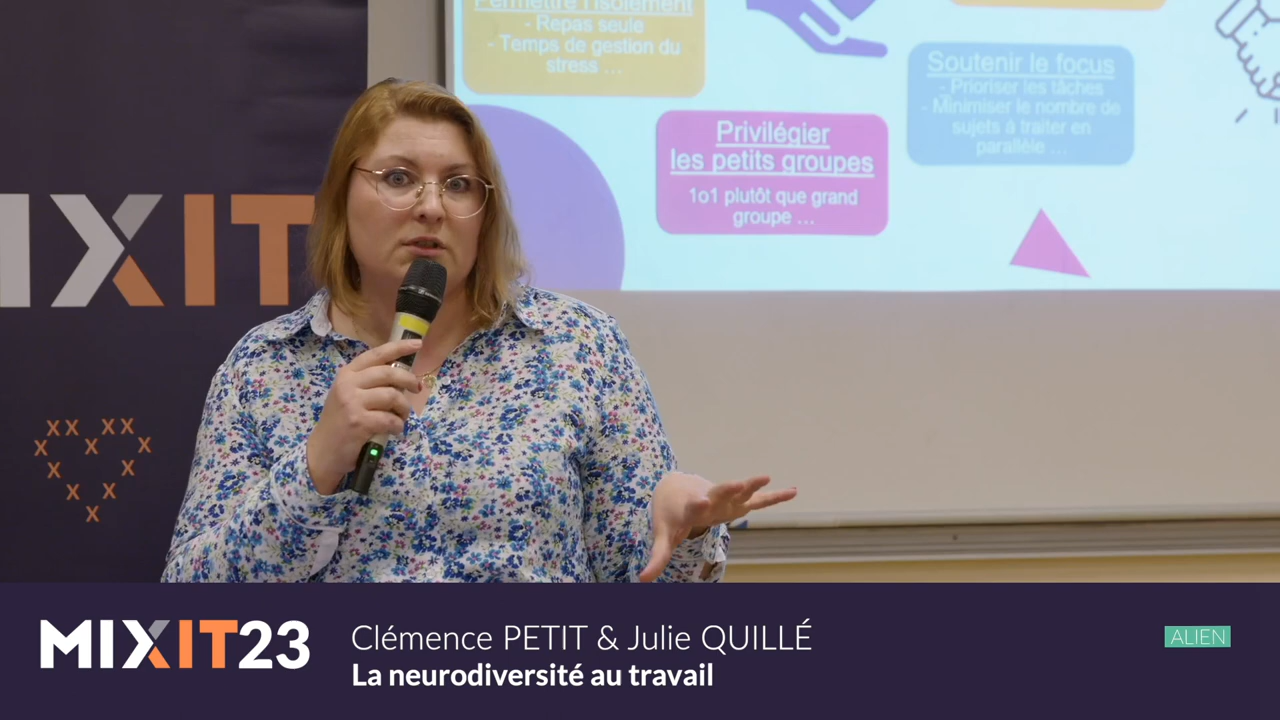 Permettre l'isolement
- Repas seule
- Temps de gestion du
stress ...
Soutenir le focus
- Prioriser les tâches
- Minimiser le nombre de
sujets à traiter en
parallèle ...
Privilégier
les petits groupes
1o1 plutôt que grand
groupe ...
MIXIT
MIXIT23
Clémence PETIT & Julie QUILLÉ
La neurodiversité au travail
ALIEN